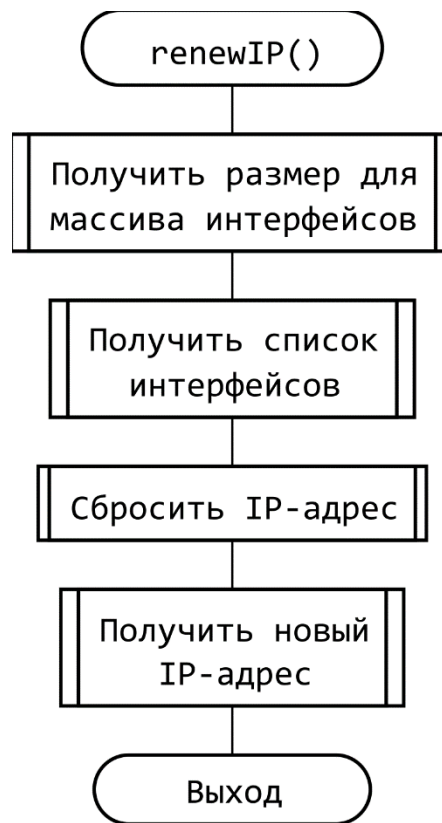 renewIP()
Получить размер для
массива интерфейсов
Получить список
интерфейсов
Сбросить IP-адрес
Получить новый
IP-адрес
Выход